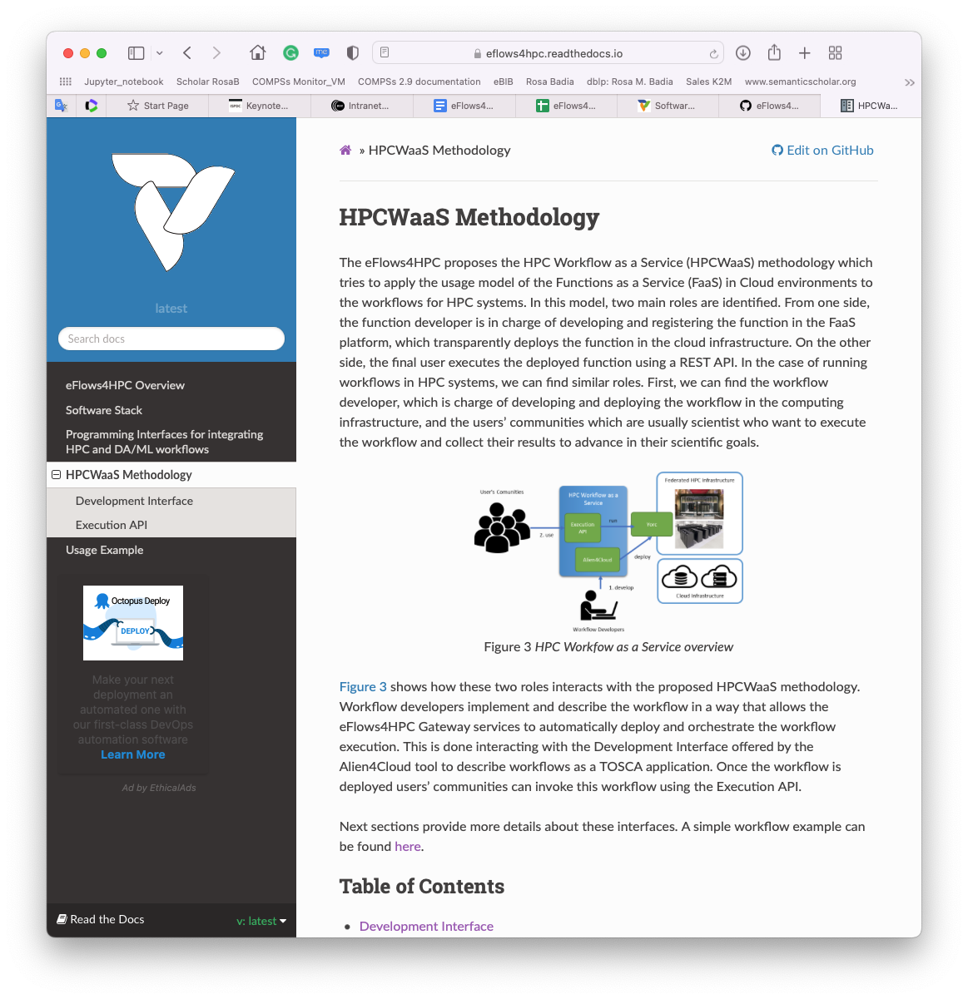 eflows4hpc.readthedocs.io
Jupyter_notebook Scholar RosaB COMPSs Monitor_VM COMPSs 2.9 documentation eBIB Rosa Badia dblp: Rosa M. Badia Sales K2M www.semanticscholar.org
Start Page Keynote... Intranet... eFlows4... eFlows4... Softwar... eFlows4... HPCWa...
latest
Search docs
eFlows4HPC Overview
Software Stack
Programming Interfaces for integrating
HPC and DA/ML workflows
HPCWaaS Methodology
Development Interface
Execution API
Usage Example
Octopus Deploy
DEPLOY
Make your next
deployment an
automated one with
our first-class DevOps
automation software
Learn More
Ad by EthicalAds
Read the Docs
v: latest
» HPCWaaS Methodology
Edit on GitHub
HPCWaaS Methodology
The eFlows4HPC proposes the HPC Workflow as a Service (HPCWaaS) methodology which
tries to apply the usage model of the Functions as a Service (FaaS) in Cloud environments to
the workflows for HPC systems. In this model, two main roles are identified. From one side,
the function developer is in charge of developing and registering the function in the FaaS
platform, which transparently deploys the function in the cloud infrastructure. On the other
side, the final user executes the deployed function using a REST API. In the case of running
workflows in HPC systems, we can find similar roles. First, we can find the workflow
developer, which is charge of developing and deploying the workflow in the computing
infrastructure, and the users’ communities which are usually scientist who want to execute
the workflow and collect their results to advance in their scientific goals.
User's Comunities
HPC Workflow as a
Service
Federated HPC Infrastructure
Execution
API
run
Yorc
2. use
Alien4Cloud
deploy
1. develop
Cloud Infrastructure
Workflow Developers
Figure 3 HPC Workfow as a Service overview
Figure 3 shows how these two roles interacts with the proposed HPCWaaS methodology.
Workflow developers implement and describe the workflow in a way that allows the
eFlows4HPC Gateway services to automatically deploy and orchestrate the workflow
execution. This is done interacting with the Development Interface offered by the
Alien4Cloud tool to describe workflows as a TOSCA application. Once the workflow is
deployed users’ communities can invoke this workflow using the Execution API.
Next sections provide more details about these interfaces. A simple workflow example can
be found here.
Table of Contents
Development Interface